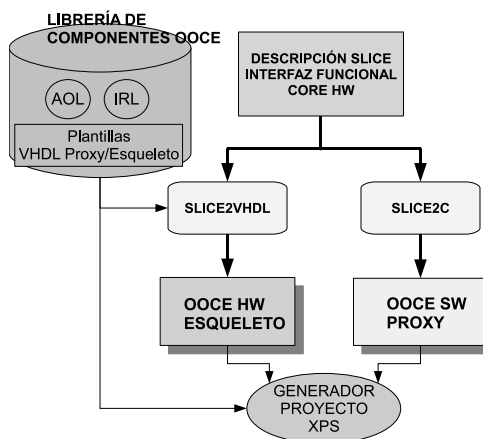 LIBRERÍA DE
COMPONENTES OOCE
AOL
IRL
Plantillas
VHDL Proxy/Esqueleto
DESCRIPCIÓN SLICE
INTERFAZ FUNCIONAL
CORE HW
SLICE2VHDL
SLICE2C
OOCE HW
ESQUELETO
OOCE SW
PROXY
GENERADOR
PROYECTO
XPS